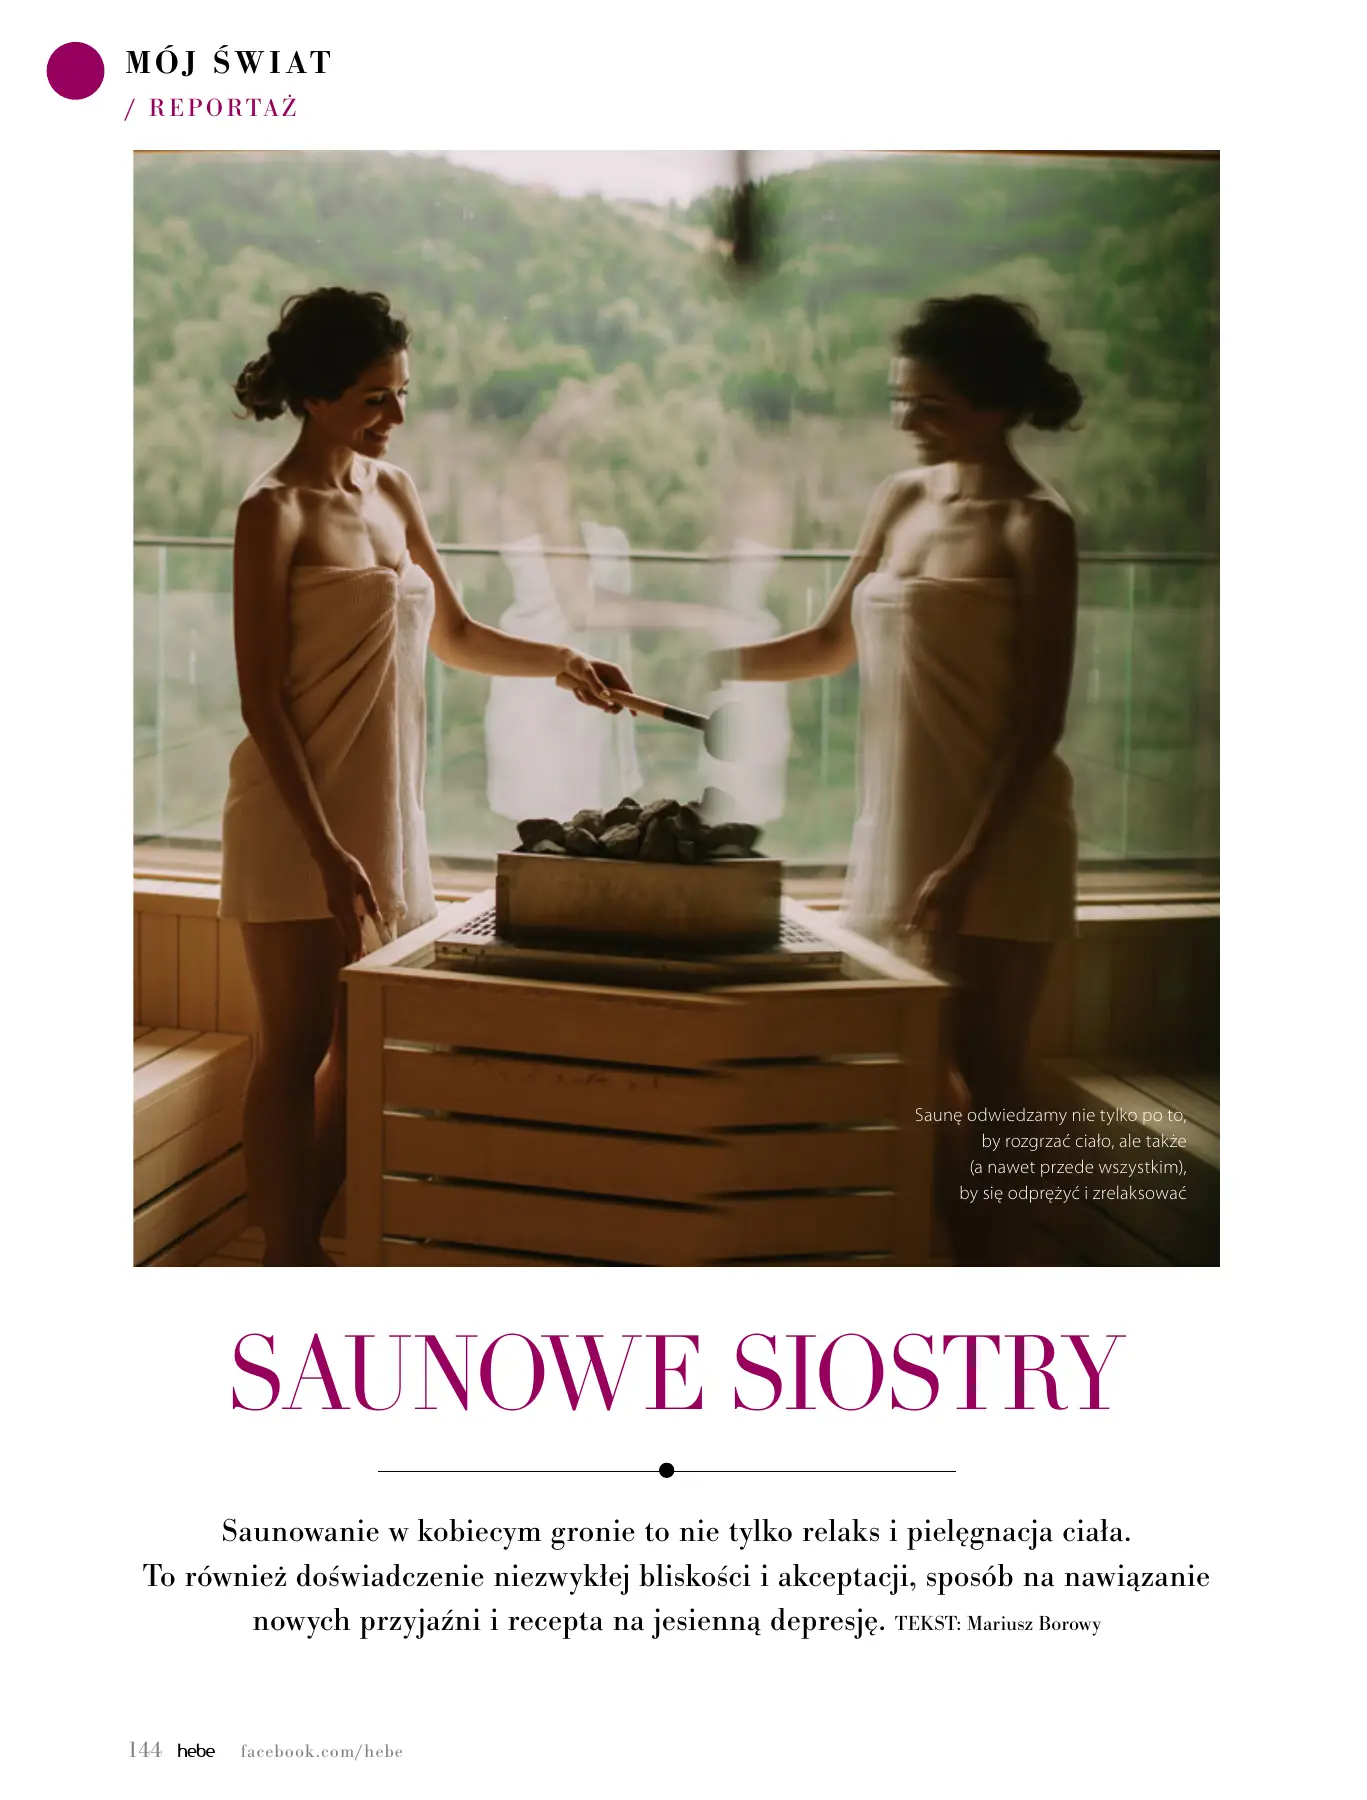 MÓJ ŚWIAT
/ REPORTAŻ
Saunę odwiedzamy nie tylko po to,
by rozgrzać ciało, ale także
(a nawet przede wszystkim),
by się odprężyć i zrelaksować
SAUNOWE SIOSTRY
Saunowanie w kobiecym gronie to nie tylko relaks i pielęgnacja ciała.
To również doświadczenie niezwykłej bliskości i akceptacji, sposób na nawiązanie
nowych przyjaźni i recepta na jesienną depresję. TEKST: Mariusz Borowy
144 hebe facebook.com/hebe